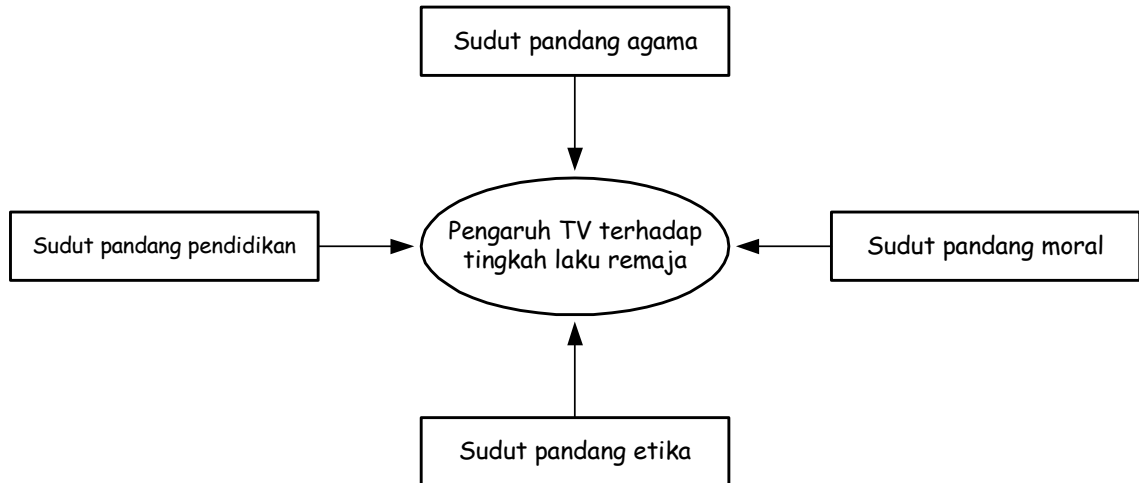 Sudut pandang agama
Sudut pandang pendidikan
Pengaruh TV terhadap
tingkah laku remaja
Sudut pandang moral
Sudut pandang etika